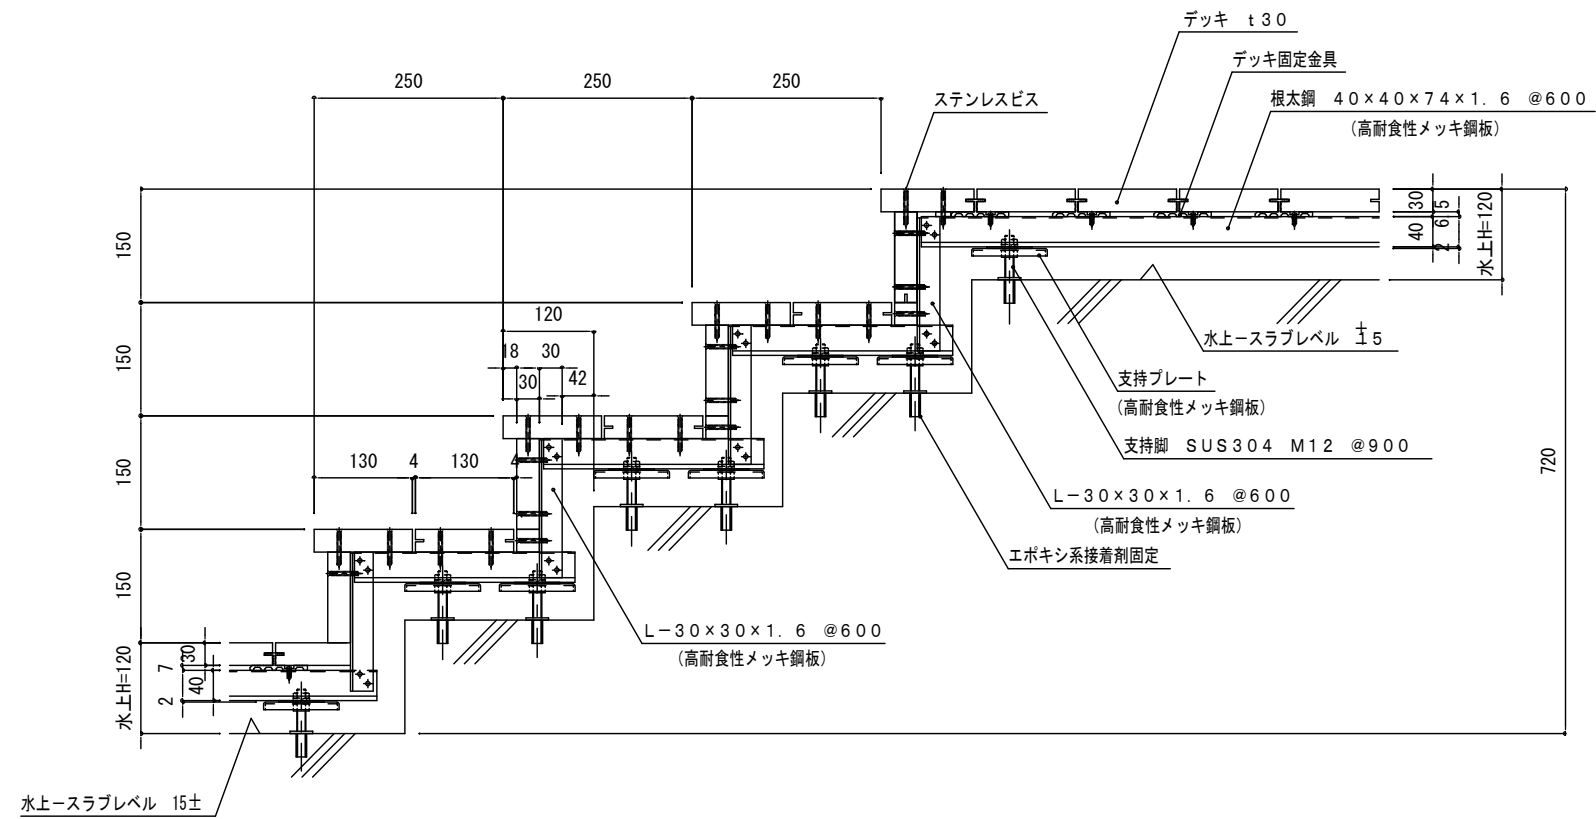 デッキ ｔ３０
デッキ固定金具
ステンレスビス
根太鋼 ４０×４０×７４×１．６ ＠６００
（高耐食性メッキ鋼板）
250
250
250
30
5
40
6
2
水上H=120
150
150
150
150
120
18
30
30
42
水上ースラブレベル ±15
支持プレート
（高耐食性メッキ鋼板）
支持脚 ＳＵＳ３０４ Ｍ１２ ＠９００
720
130
4
130
4
Ｌ−３０×３０×１．６ ＠６００
（高耐食性メッキ鋼板）
エポキシ系接着剤固定
Ｌ−３０×３０×１．６ ＠６００
（高耐食性メッキ鋼板）
30
7
40
2
水上H=120
水上ースラブレベル 15±